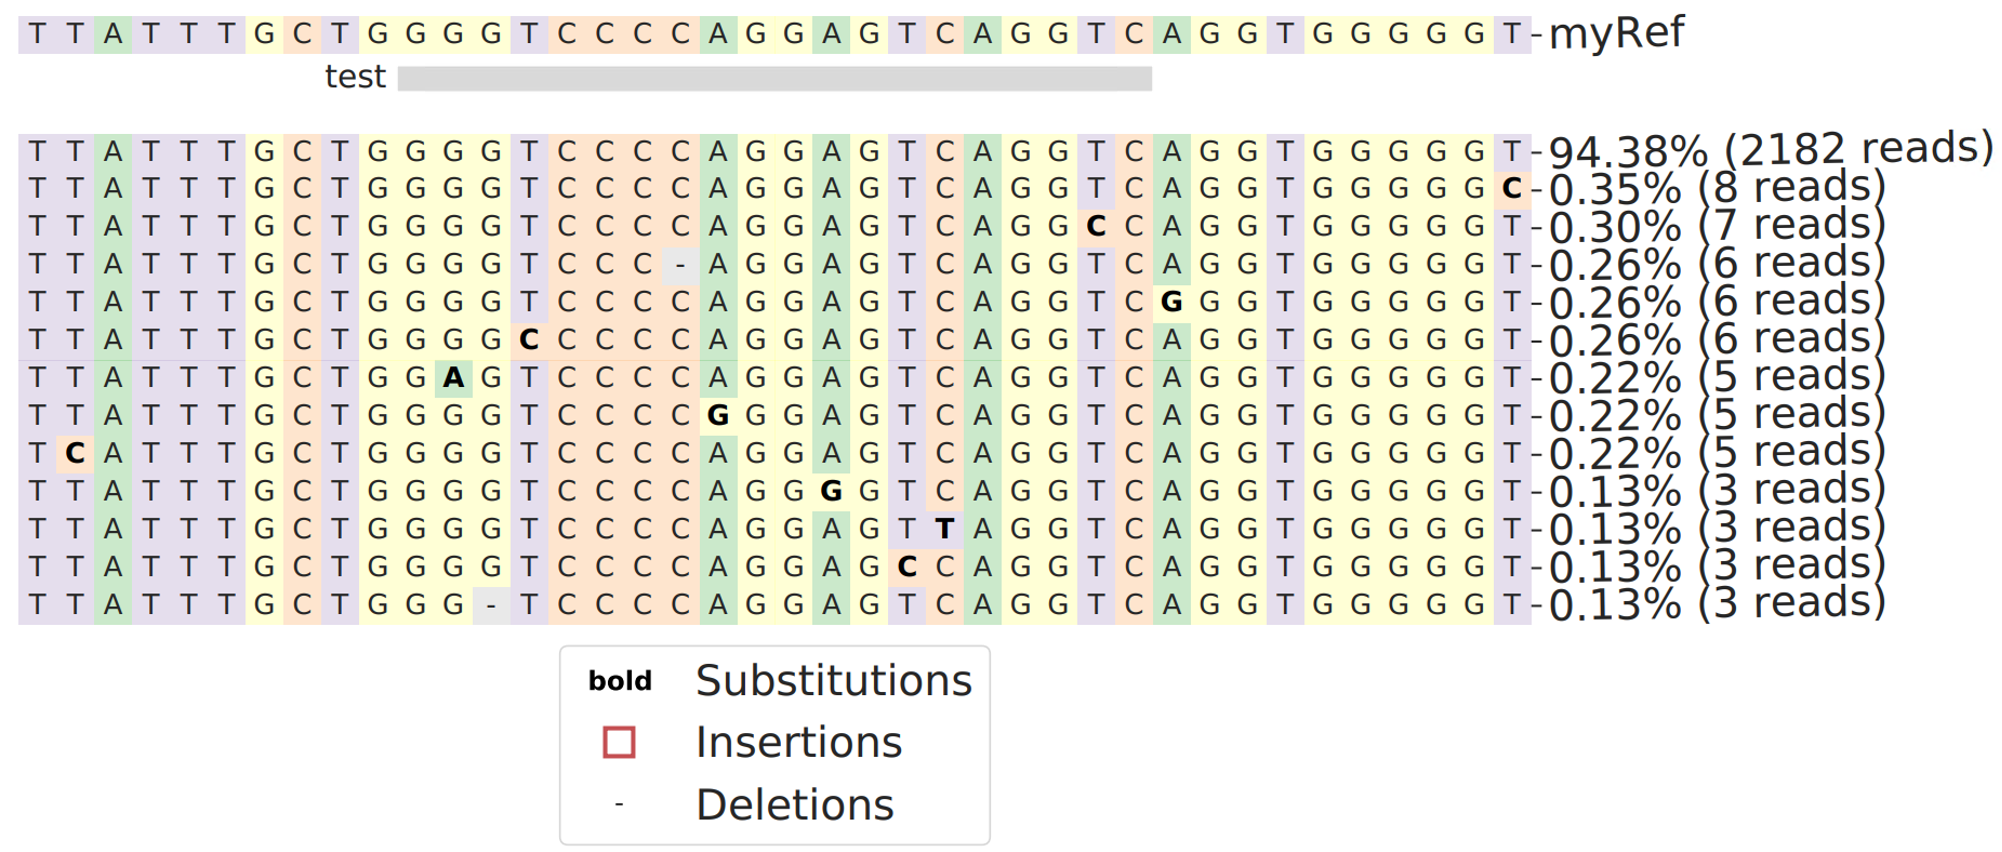 T T A T T T G C T G G G G T C C C C A G G A G T C A G G T C A G G T G G G G G T - myRef
test
T T A T T T G C T G G G G T C C C C A G G A G T C A G G T C A G G T G G G G G T - 94.38% (2182 reads)
T T A T T T G C T G G G G T C C C C A G G A G T C A G G T C A G G T G G G G G C - 0.35% (8 reads)
T T A T T T G C T G G G G T C C C C A G G A G T C A G G C C A G G T G G G G G T - 0.30% (7 reads)
T T A T T T G C T G G G G T C C C - A G G A G T C A G G T C A G G T G G G G G T - 0.26% (6 reads)
T T A T T T G C T G G G G T C C C C A G G A G T C A G G T C G G G T G G G G G T - 0.26% (6 reads)
T T A T T T G C T G G G G C C C C C A G G A G T C A G G T C A G G T G G G G G T - 0.26% (6 reads)
T T A T T T G C T G G A G T C C C C A G G A G T C A G G T C A G G T G G G G G T - 0.22% (5 reads)
T T A T T T G C T G G G G T C C C C G G G A G T C A G G T C A G G T G G G G G T - 0.22% (5 reads)
T C A T T T G C T G G G G T C C C C A G G A G T C A G G T C A G G T G G G G G T - 0.22% (5 reads)
T T A T T T G C T G G G G T C C C C A G G G G T C A G G T C A G G T G G G G G T - 0.13% (3 reads)
T T A T T T G C T G G G G T C C C C A G G A G T T A G G T C A G G T G G G G G T - 0.13% (3 reads)
T T A T T T G C T G G G G T C C C C A G G A G C C A G G T C A G G T G G G G G T - 0.13% (3 reads)
T T A T T T G C T G G G - T C C C C A G G A G T C A G G T C A G G T G G G G G T - 0.13% (3 reads)
bold Substitutions
Insertions
- Deletions